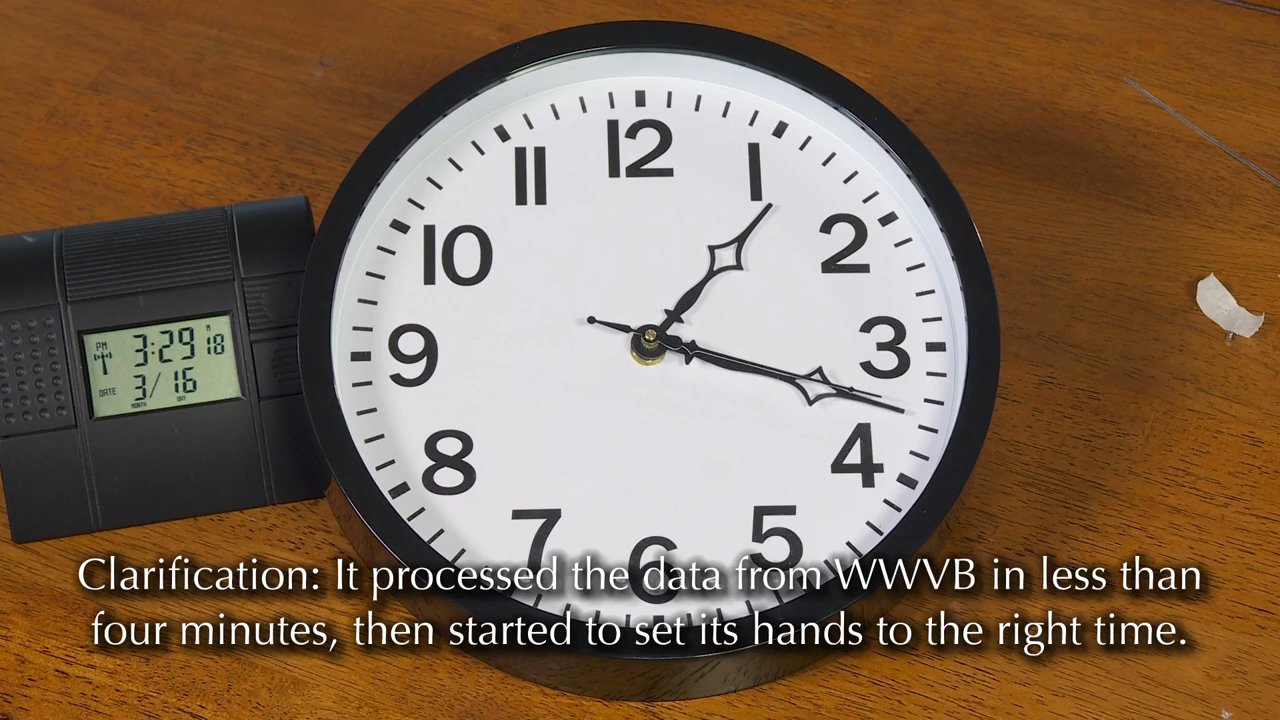 12
11 1
10 2
9 3
8 4
7 6 5
PM 3:29 18 M
DATE 3/16
MONTH DAY
Clarification: It processed the data from WWVB in less than
four minutes, then started to set its hands to the right time.